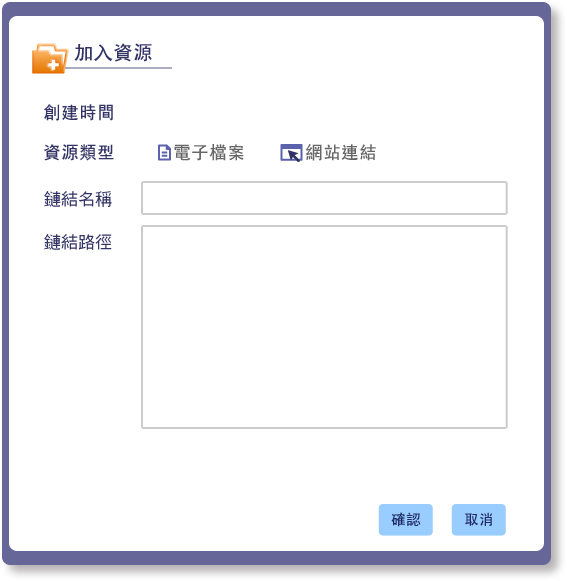 加入資源
創建時間
資源類型 電子檔案 網站連結
鏈結名稱
鏈結路徑
確認 取消